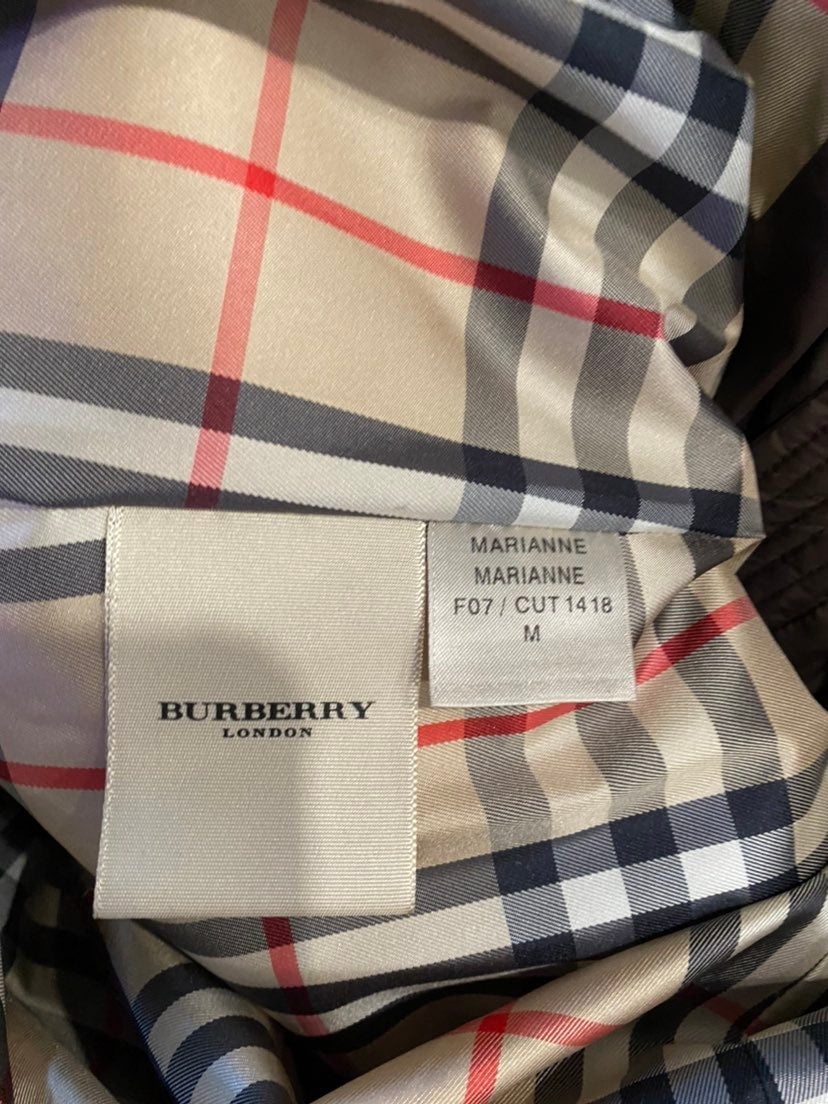 BURBERRY
LONDON
MARIANNE
MARIANNE
F07 / CUT 1418
M